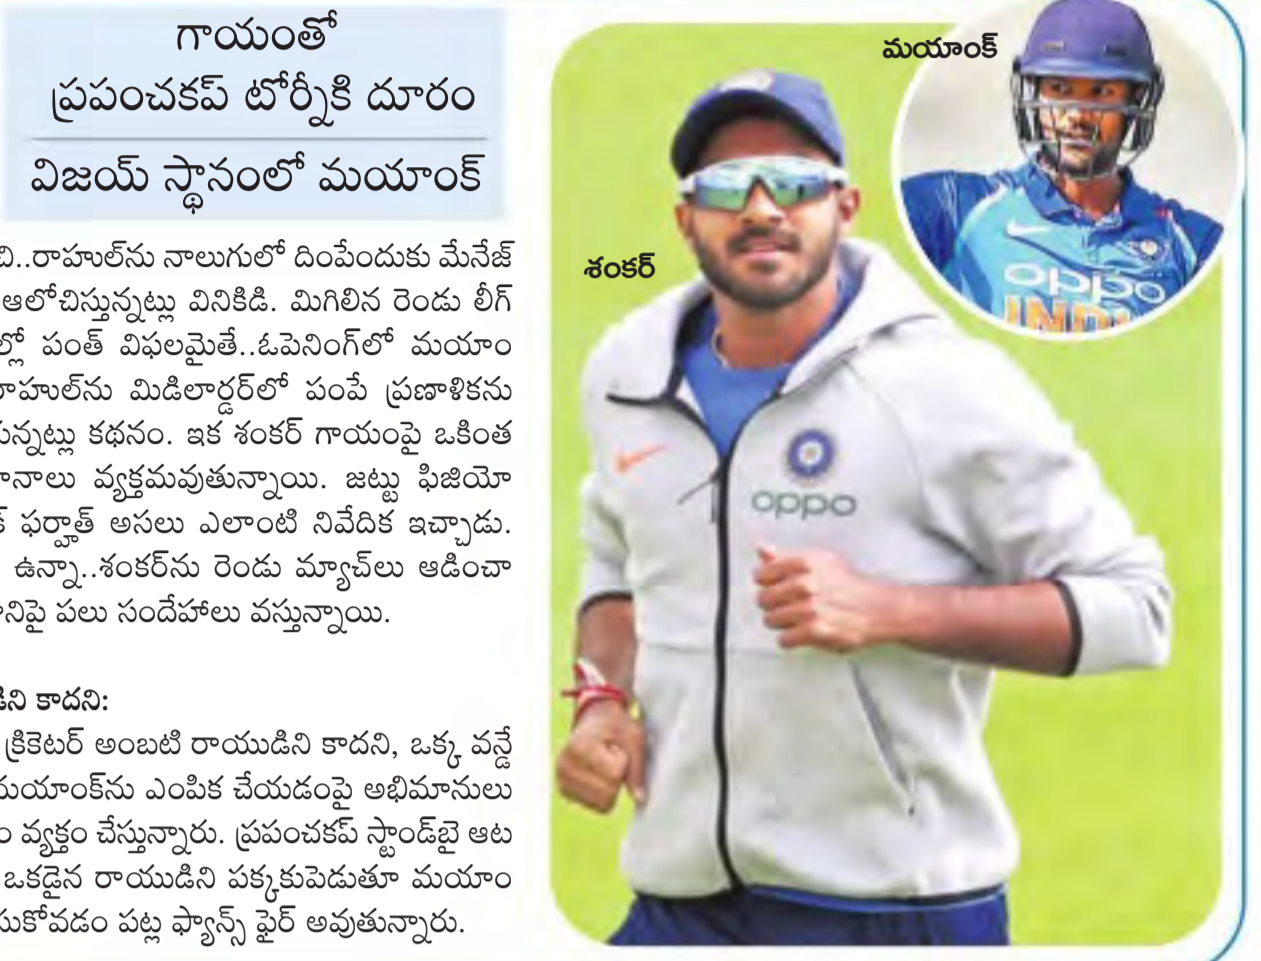 గాయంతో
ప్రపంచకప్ టోర్నీకి దూరం
విజయ్ స్థానంలో మయాంక్
రాహుల్‌ను నాలుగులో దింపేందుకు మేనేజ్
ఆలోచిస్తున్నట్లు వినికిడి. మిగిలిన రెండు లీగ్
పంత్ విఫలమైతే..ఓపెనింగ్‌లో మయాం
మిడిలార్డర్‌లో పంపే ప్రణాళికను
కథనం. ఇక శంకర్ గాయంపై ఒకింత
వ్యక్తమవుతున్నాయి. జట్టు ఫిజియో
ఫర్హాత్ అసలు ఎలాంటి నివేదిక ఇచ్చాడు.
ఉన్నా..శంకర్‌ను రెండు మ్యాచ్‌లు ఆడించా
పలు సందేహాలు వస్తున్నాయి.
కాదని:
క్రికెటర్ అంబటి రాయుడిని కాదని, ఒక్క వన్డే
మయాంక్‌ను ఎంపిక చేయడంపై అభిమానులు
వ్యక్తం చేస్తున్నారు. ప్రపంచకప్ స్టాండ్‌బై ఆట
ఒకడైన రాయుడిని పక్కకుపెడుతూ మయాం
పట్ల ఫ్యాన్స్ ఫైర్ అవుతున్నారు.
మయాంక్
శంకర్
oppo
INDI
oppo